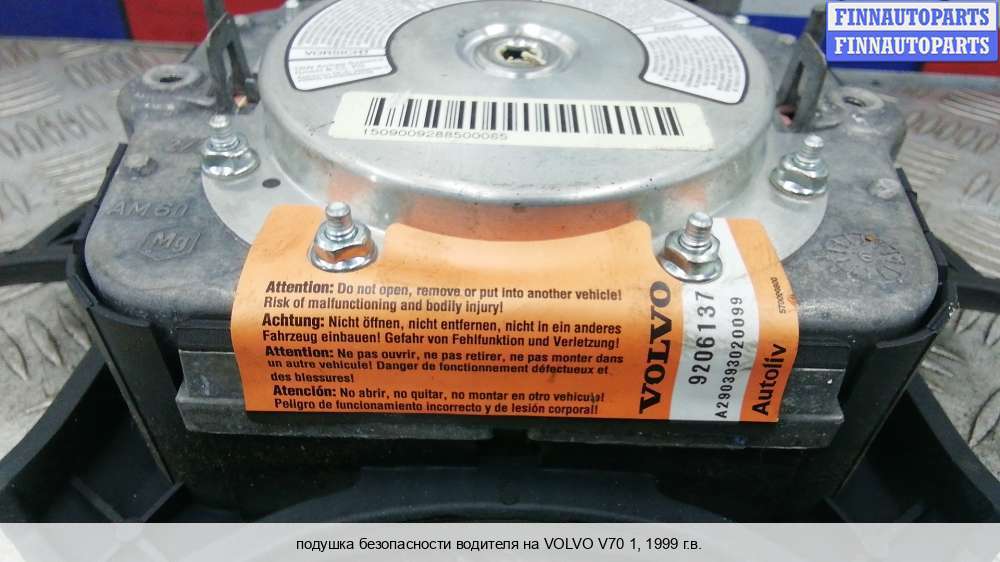 FINNAUTOPARTS
FINNAUTOPARTS
VORSICHT
150900928850006S
AM60
Mg
Attention: Do not open, remove or put into another vehicle!
Risk of malfunctioning and bodily injury!
Achtung: Nicht öffnen, nicht entfernen, nicht in ein anderes
Fahrzeug einbauen! Gefahr von Fehlfunktion und Verletzung!
Attention: Ne pas ouvrir, ne pas retirer, ne pas monter dans
un autre vehicule! Danger de fonctionnement défectueux et
des blessures!
Atención: No abrir, no quitar, no montar en otro vehicula!
Peligro de funcionamiento incorrecto y de lesión corporal!
VOLVO
9206137
A290393020099
Autoliv
подушка безопасности водителя на VOLVO V70 1, 1999 г.в.